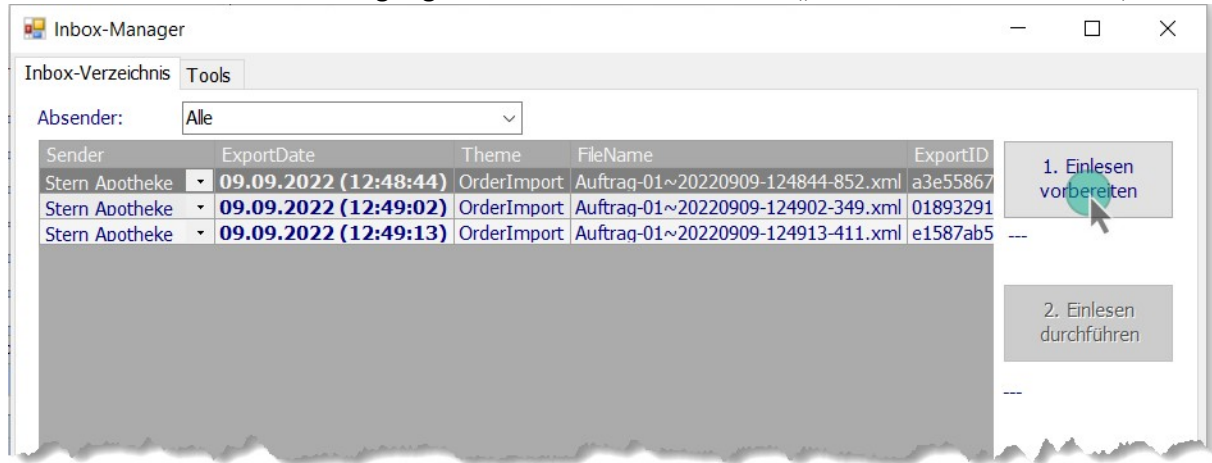 Inbox-Manager
Inbox-Verzeichnis Tools
Absender: Alle
Sender ExportDate Theme FileName ExportID
Stern Apotheke 09.09.2022 (12:48:44) OrderImport Auftrag-01~20220909-124844-852.xml a3e55867
Stern Apotheke 09.09.2022 (12:49:02) OrderImport Auftrag-01~20220909-124902-349.xml 01893291
Stern Apotheke 09.09.2022 (12:49:13) OrderImport Auftrag-01~20220909-124913-411.xml e1587ab5
1. Einlesen
vorbereiten
---
2. Einlesen
durchführen
---